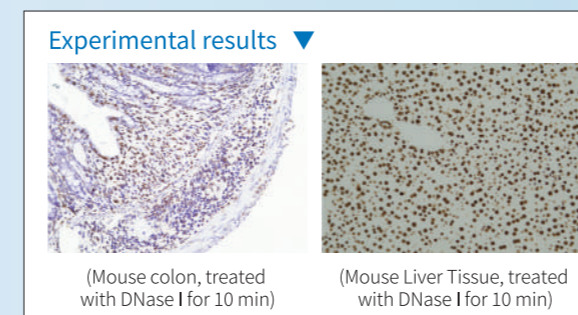 Experimental results ▼
(Mouse colon, treated
with DNase I for 10 min)
(Mouse Liver Tissue, treated
with DNase I for 10 min)